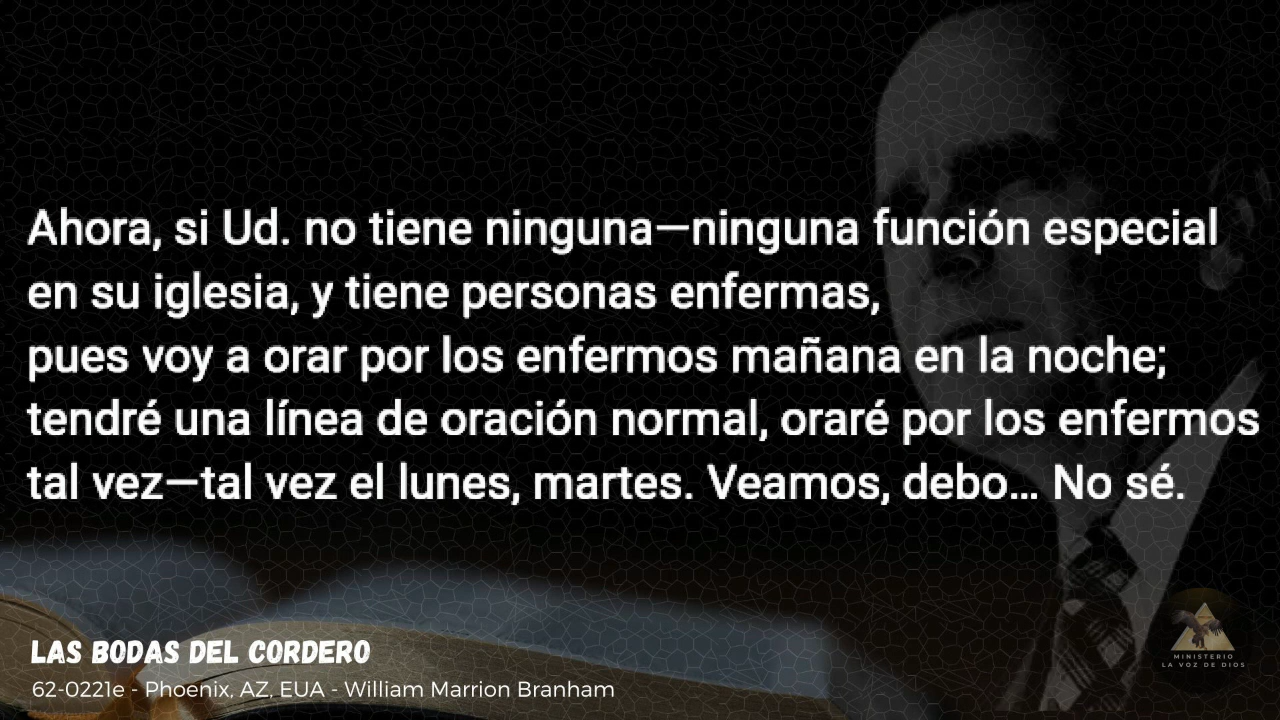 Ahora, si Ud. no tiene ninguna—ninguna función especial
en su iglesia, y tiene personas enfermas,
pues voy a orar por los enfermos mañana en la noche;
tendré una línea de oración normal, oraré por los enfermos
tal vez—tal vez el lunes, martes. Veamos, debo... No sé.
LAS BODAS DEL CORDERO
62-0221e - Phoenix, AZ, EUA - William Marrion Branham
MINISTERIO
LA VOZ DE DIOS